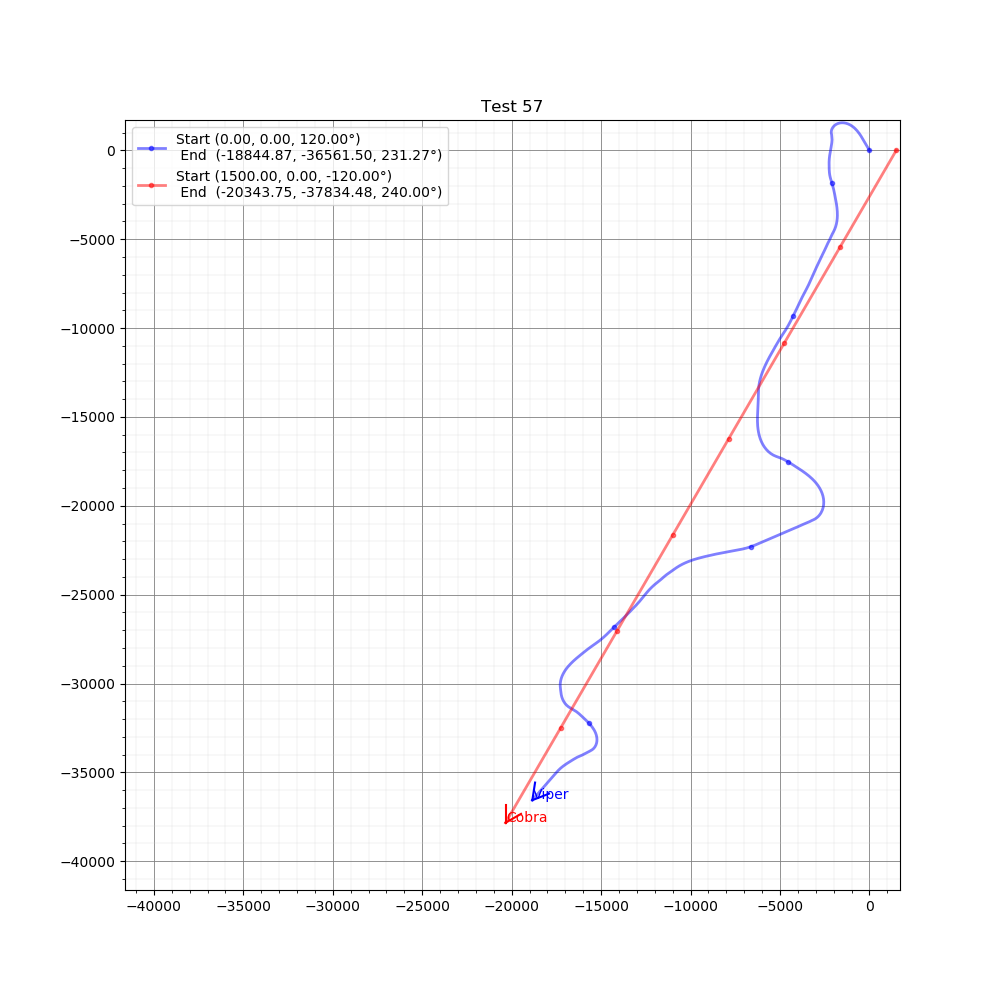 Test 57
Start (0.00, 0.00, 120.00°)
End (-18844.87, -36561.50, 231.27°)
Start (1500.00, 0.00, -120.00°)
End (-20343.75, -37834.48, 240.00°)
0
−5000
−10000
−15000
−20000
−25000
−30000
−35000
−40000
Viper
Cobra
−40000 −35000 −30000 −25000 −20000 −15000 −10000 −5000 0